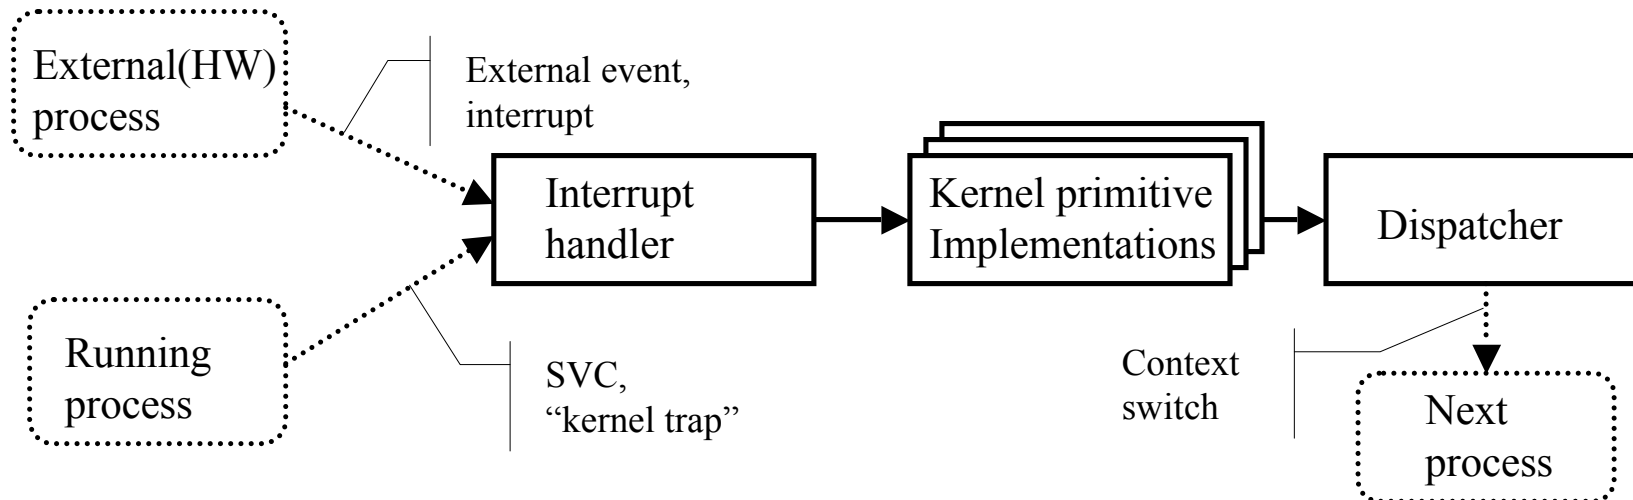 External(HW)
process
External event,
interrupt
Interrupt
handler
Kernel primitive
Implementations
Dispatcher
Running
process
SVC,
“kernel trap”
Context
switch
Next
process